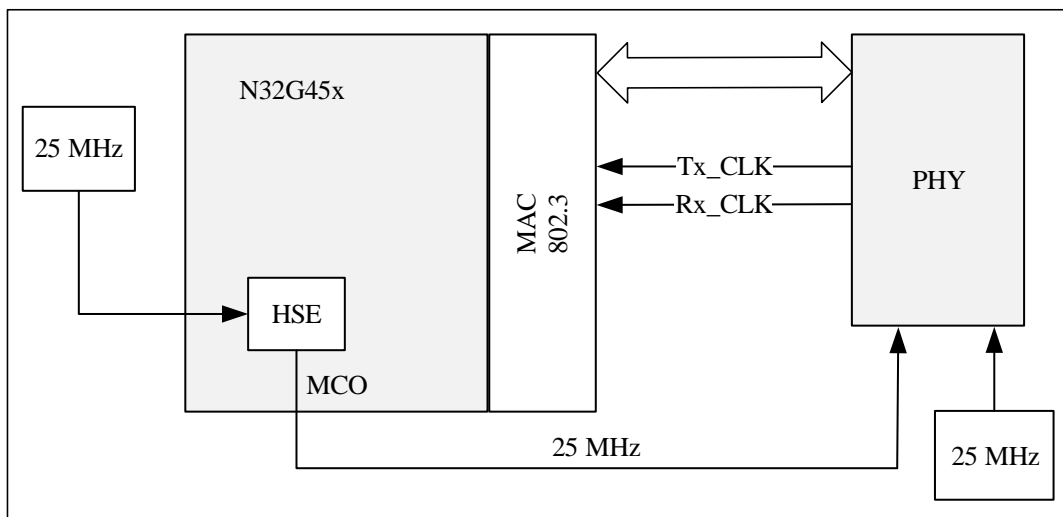 N32G45x
25 MHz
Tx_CLK
PHY
Rx_CLK
MAC
802.3
HSE
MCO
25 MHz
25 MHz